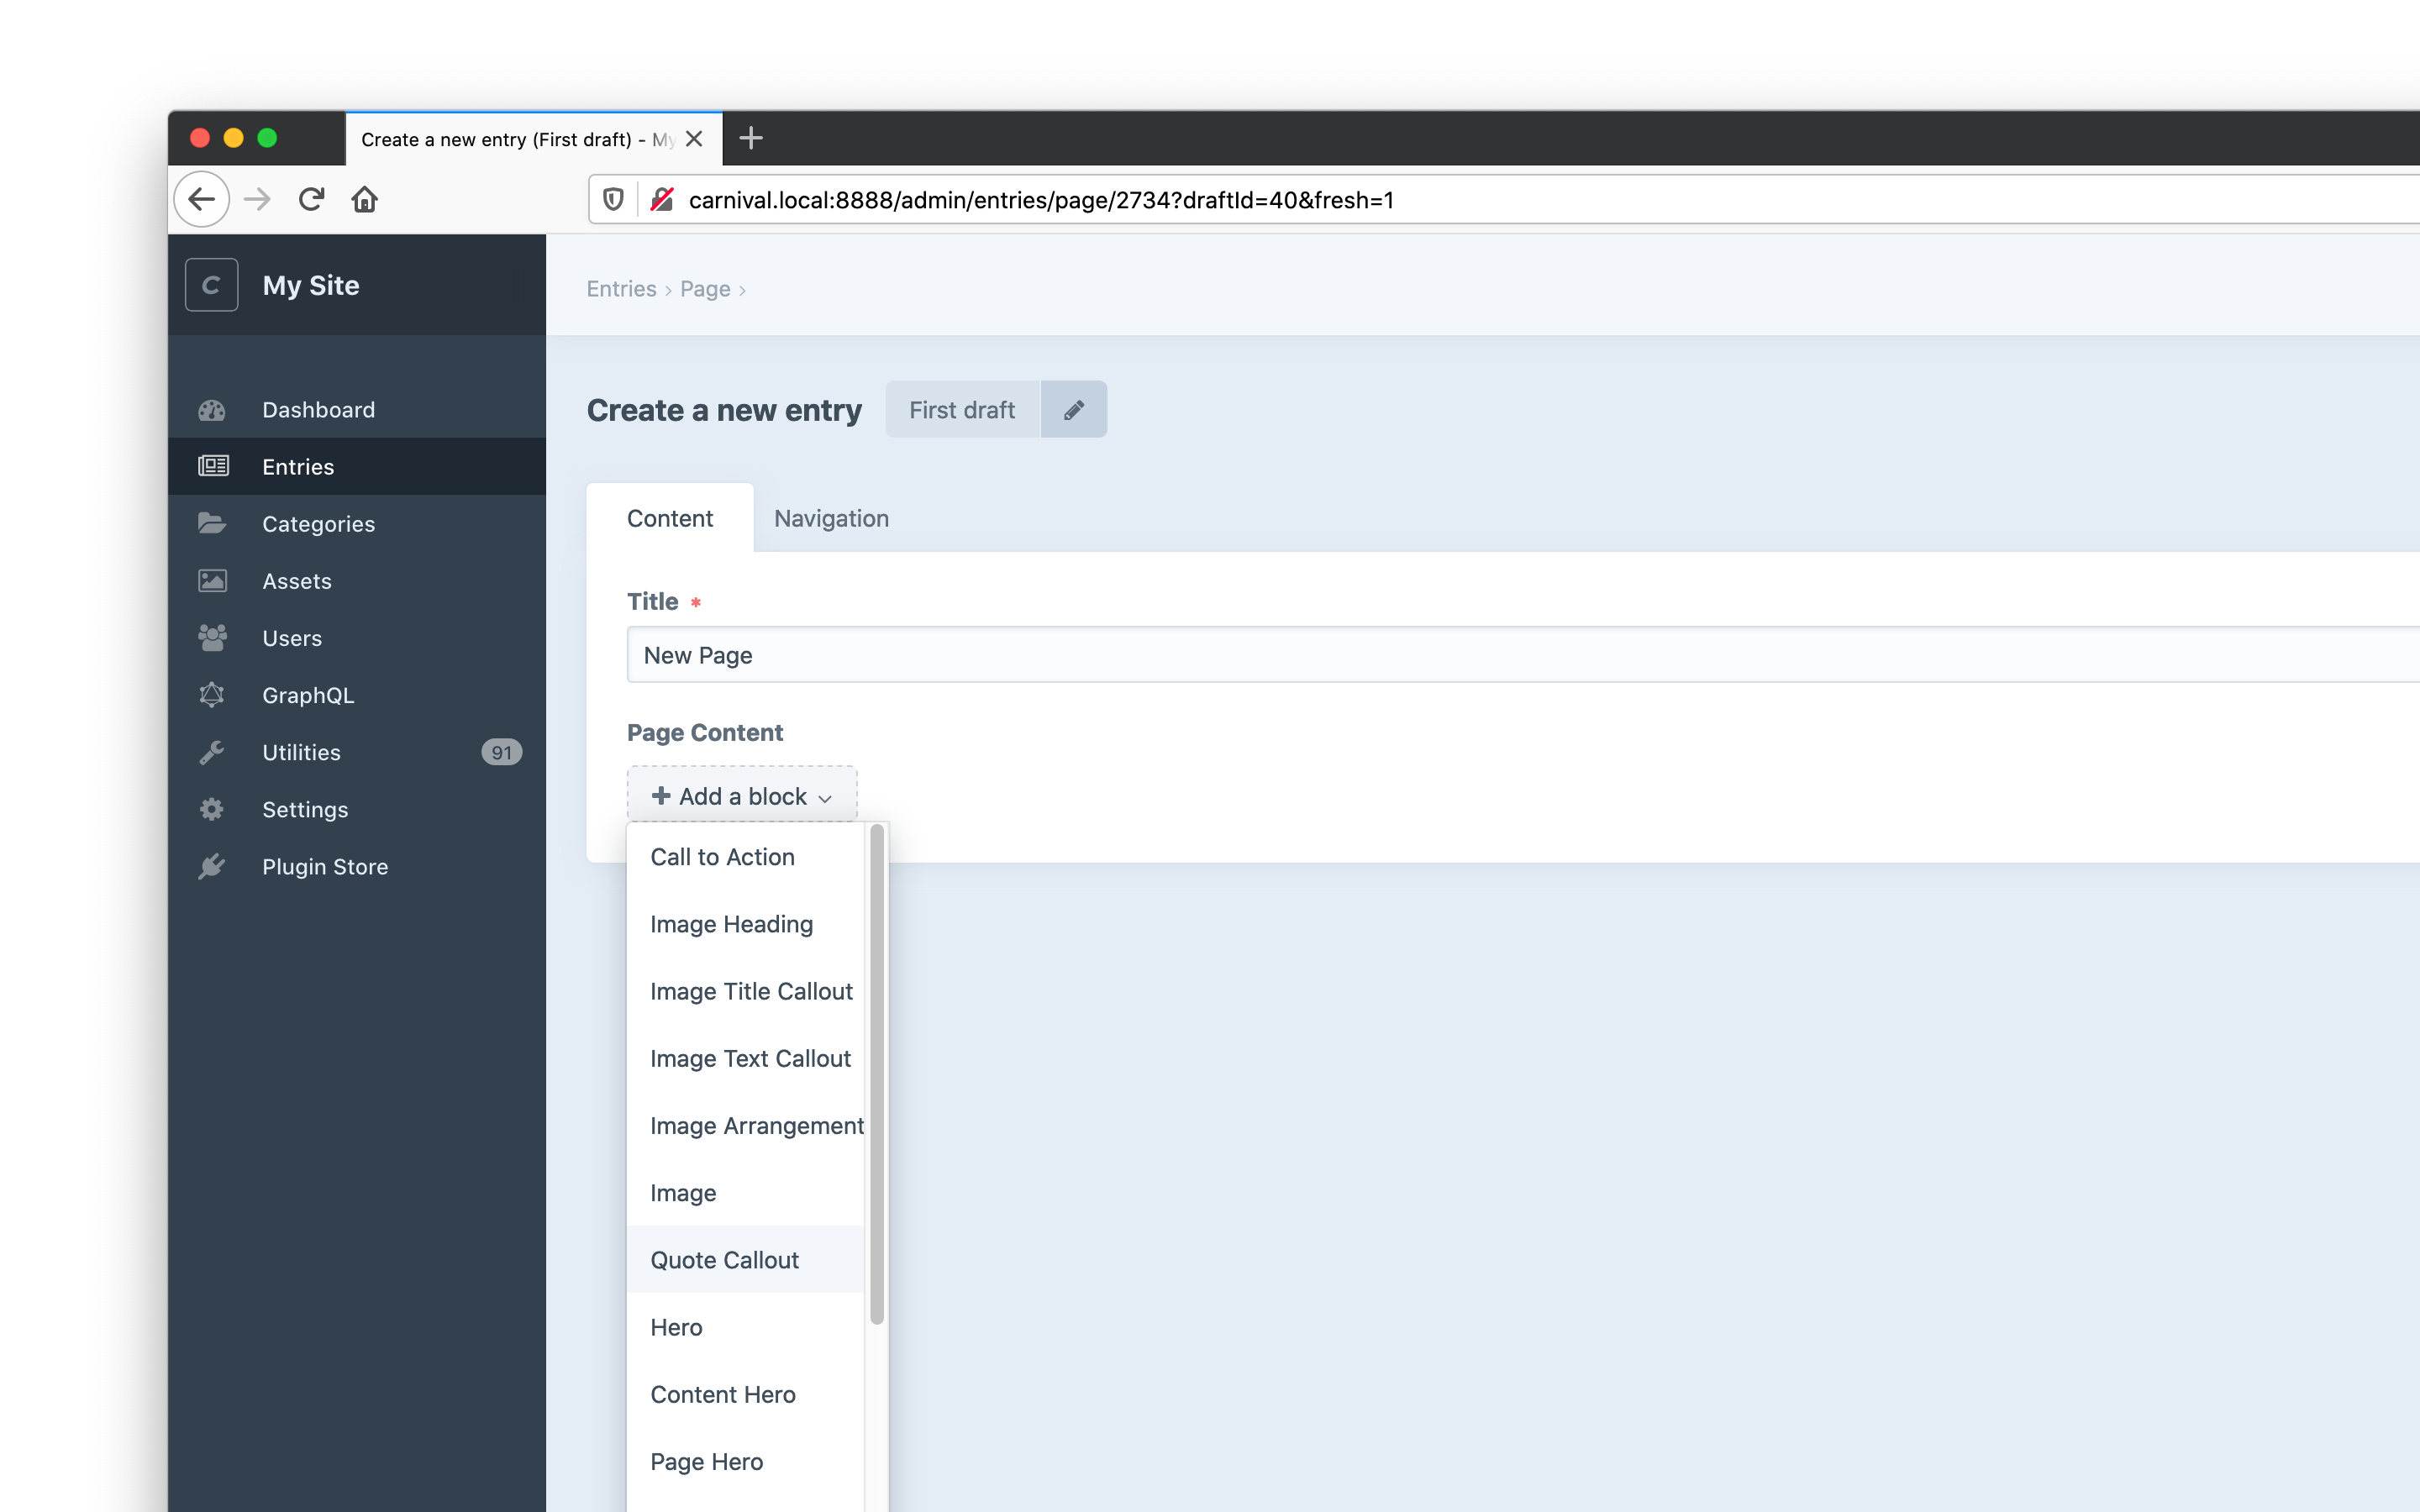 Create a new entry (First draft) - My
carnival.local:8888/admin/entries/page/2734?draftId=40&fresh=1
C
My Site
Entries › Page ›
Dashboard
Entries
Categories
Assets
Users
GraphQL
Utilities 91
Settings
Plugin Store
Create a new entry First draft
Content Navigation
Title *
New Page
Page Content
+ Add a block
Call to Action
Image Heading
Image Title Callout
Image Text Callout
Image Arrangement
Image
Quote Callout
Hero
Content Hero
Page Hero